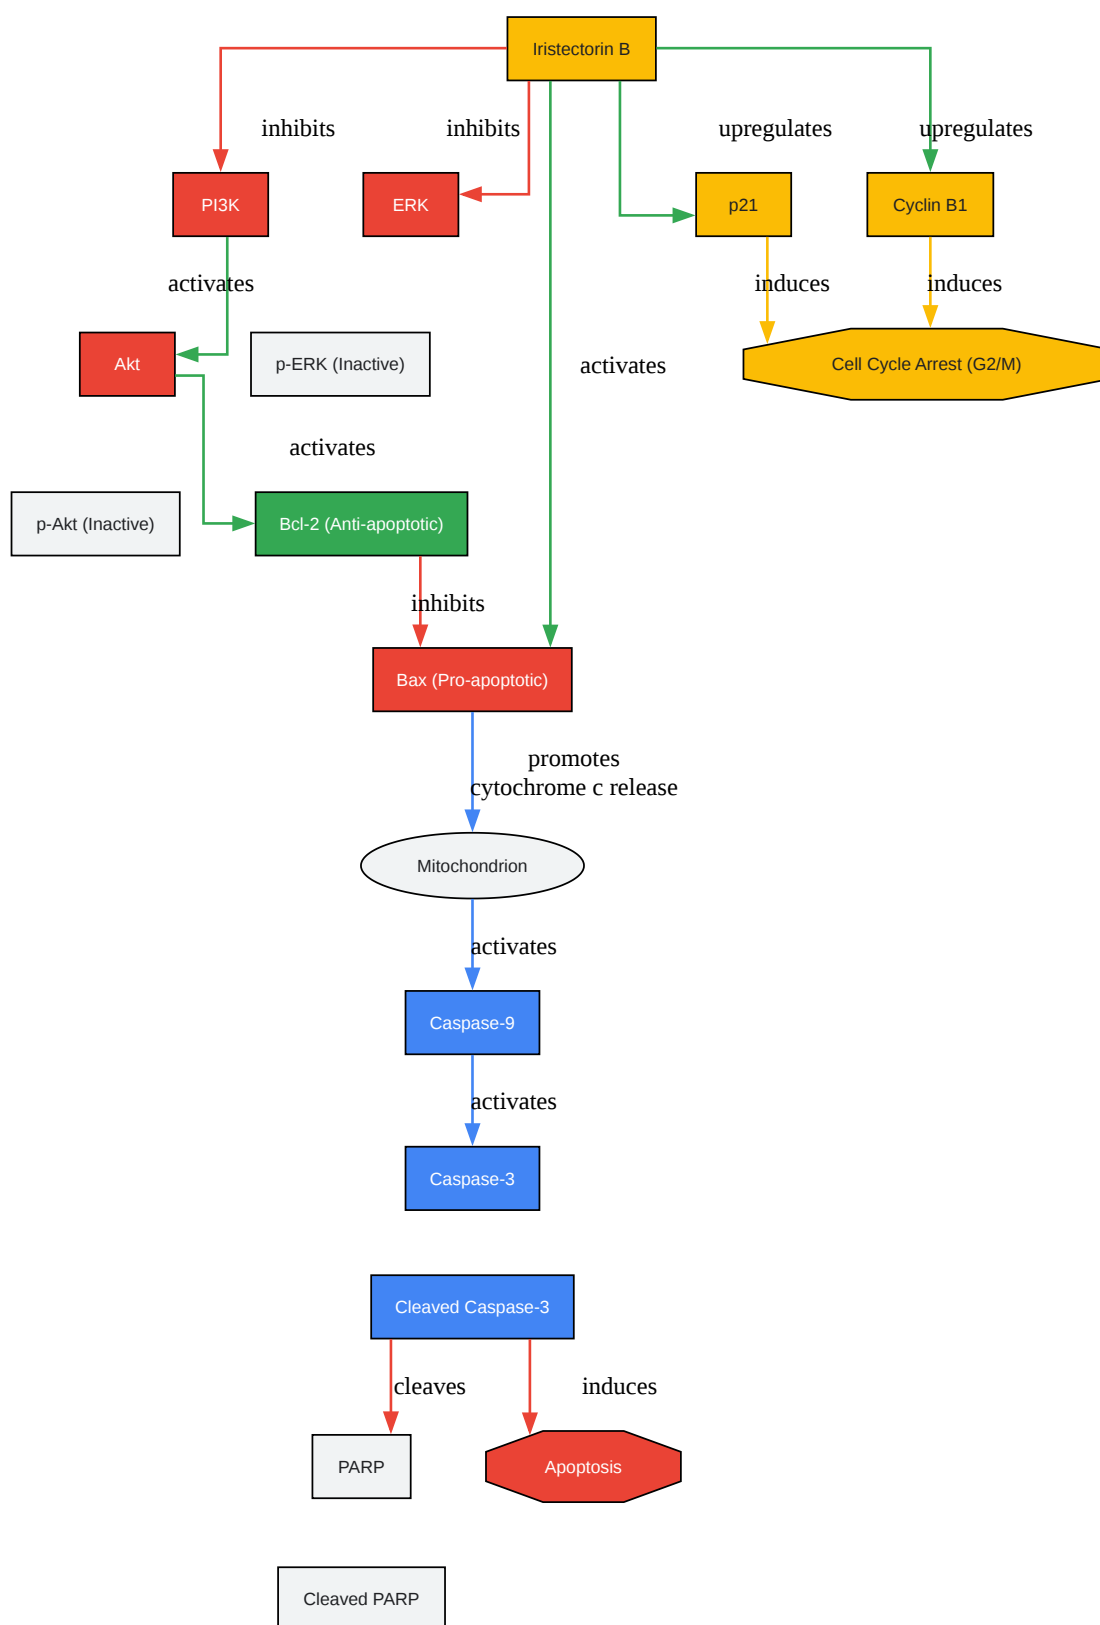 Iristectorin B
inhibits
inhibits
upregulates
upregulates
PI3K
ERK
p21
Cyclin B1
activates
induces
induces
Akt
p-ERK (Inactive)
activates
Cell Cycle Arrest (G2/M)
activates
p-Akt (Inactive)
Bcl-2 (Anti-apoptotic)
inhibits
Bax (Pro-apoptotic)
promotes
cytochrome c release
Mitochondrion
activates
Caspase-9
activates
Caspase-3
Cleaved Caspase-3
cleaves
induces
PARP
Apoptosis
Cleaved PARP